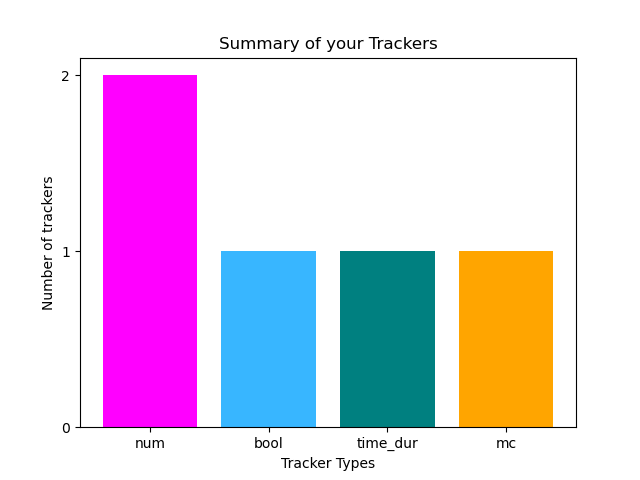 Summary of your Trackers
Number of trackers
2
1
0
num bool time_dur mc
Tracker Types